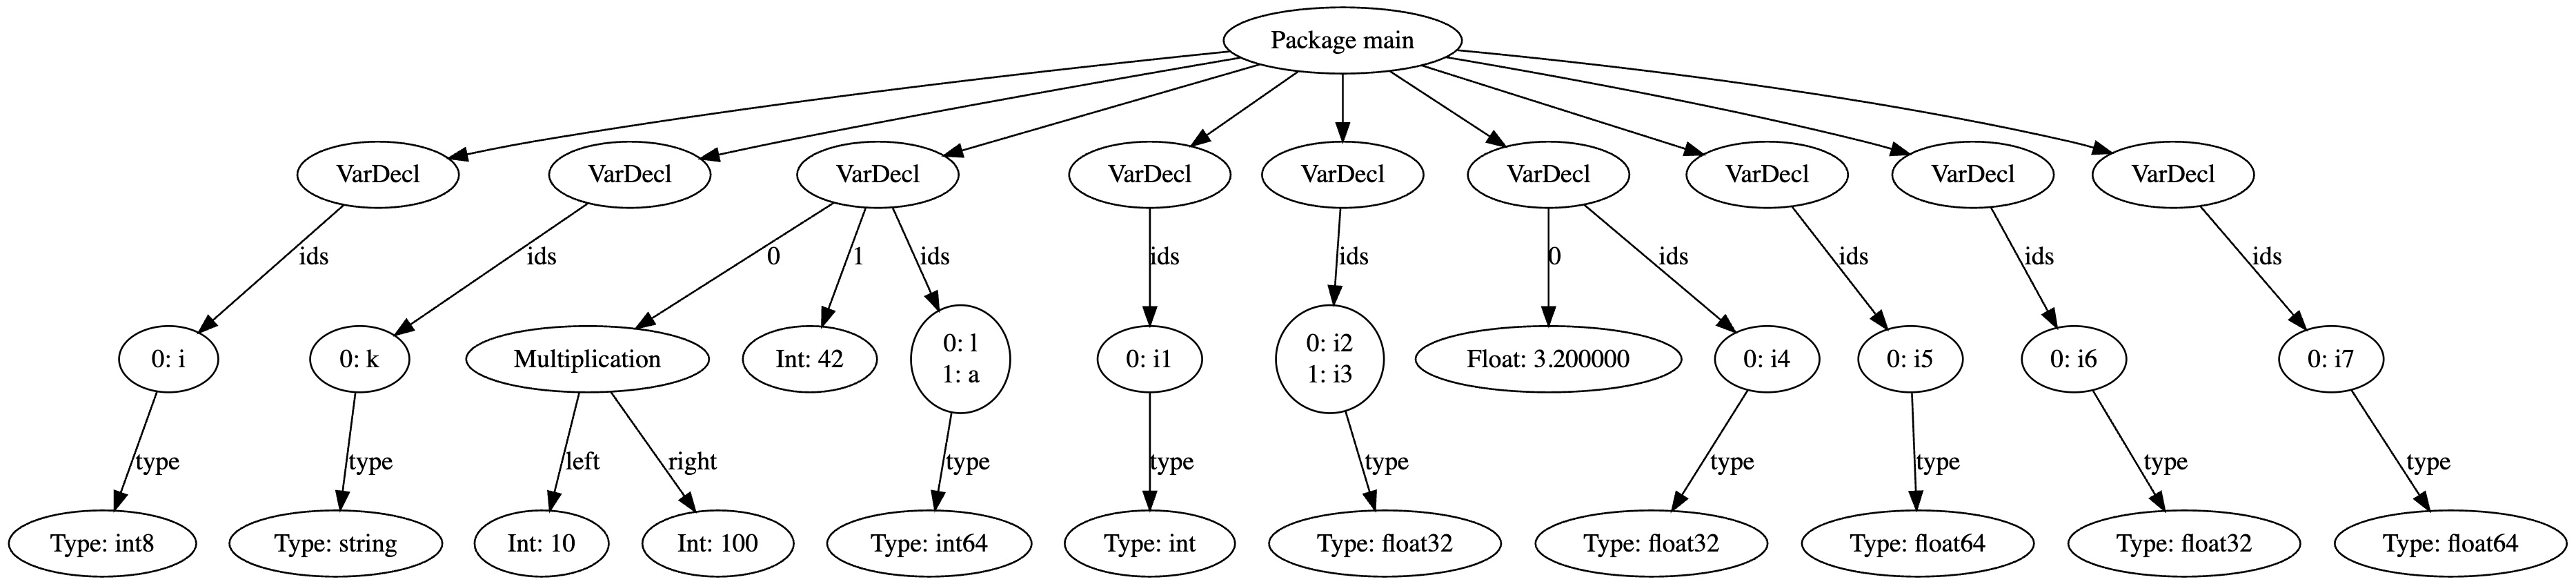 Package main
VarDecl
VarDecl
VarDecl
VarDecl
VarDecl
VarDecl
VarDecl
VarDecl
VarDecl
ids
ids
0
1
ids
ids
ids
0
ids
ids
ids
ids
0: i
0: k
Multiplication
Int: 42
0: l
1: a
0: i1
0: i2
1: i3
Float: 3.200000
0: i4
0: i5
0: i6
0: i7
type
type
left
right
type
type
type
type
type
type
type
Type: int8
Type: string
Int: 10
Int: 100
Type: int64
Type: int
Type: float32
Type: float32
Type: float64
Type: float32
Type: float64